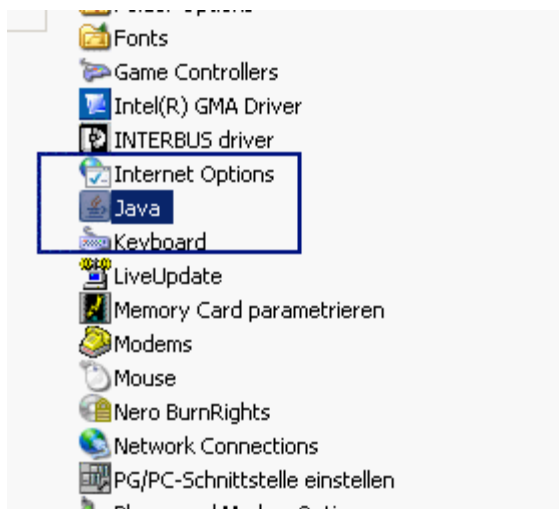 Fonts
Game Controllers
Intel(R) GMA Driver
INTERBUS driver
Internet Options
Java
Keyboard
LiveUpdate
Memory Card parametrieren
Modems
Mouse
Nero BurnRights
Network Connections
PG/PC-Schnittstelle einstellen